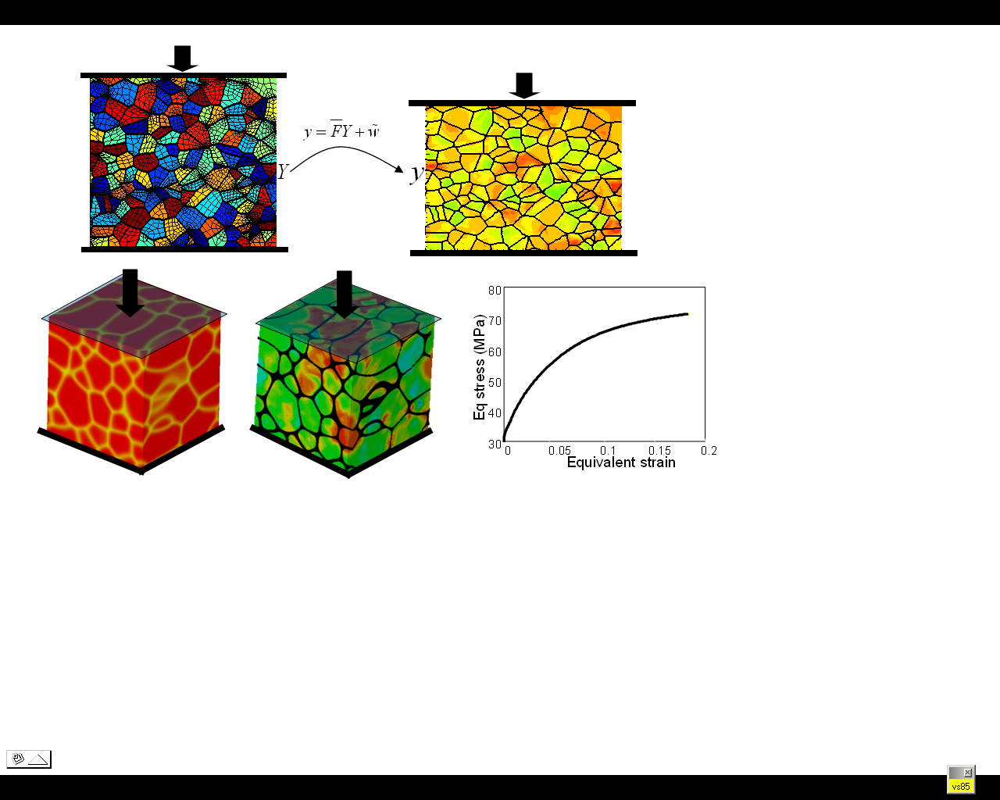 y = F̅Y + w̃
Y
y
80
70
60
50
40
30
Eq stress (MPa)
0 0.05 0.1 0.15 0.2
Equivalent strain
vs85